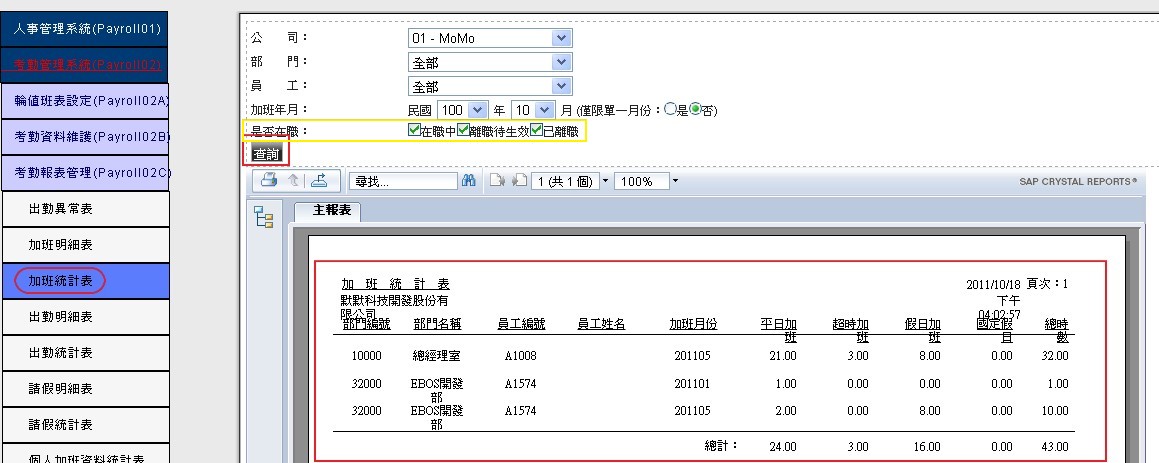 人事管理系統(Payroll01)
考勤管理系統(Payroll02)
輪值班表設定(Payroll02A)
考勤資料維護(Payroll02B)
考勤報表管理(Payroll02C)
出勤異常表
加班明細表
加班統計表
出勤明細表
出勤統計表
請假明細表
請假統計表
個人加班資料統計表
公 司： 01 - MoMo
部 門： 全部
員 工： 全部
加班年月： 民國 100 年 10 月 (僅限單一月份：是否)
是否在職： 在職中離職待生效已離職
查詢
尋找... 1 (共 1 個) 100% SAP CRYSTAL REPORTS®
主報表
加 班 統 計 表 2011/10/18 頁次：1
默默科技開發股份有 下午
限公司 04:02:57
部門編號 部門名稱 員工編號 員工姓名 加班月份 平日加班 超時加班 假日加班 國定假日 總時數
10000 總經理室 A1008 201105 21.00 3.00 8.00 0.00 32.00
32000 EBOS開發部 A1574 201101 1.00 0.00 0.00 0.00 1.00
32000 EBOS開發部 A1574 201105 2.00 0.00 8.00 0.00 10.00
總計： 24.00 3.00 16.00 0.00 43.00